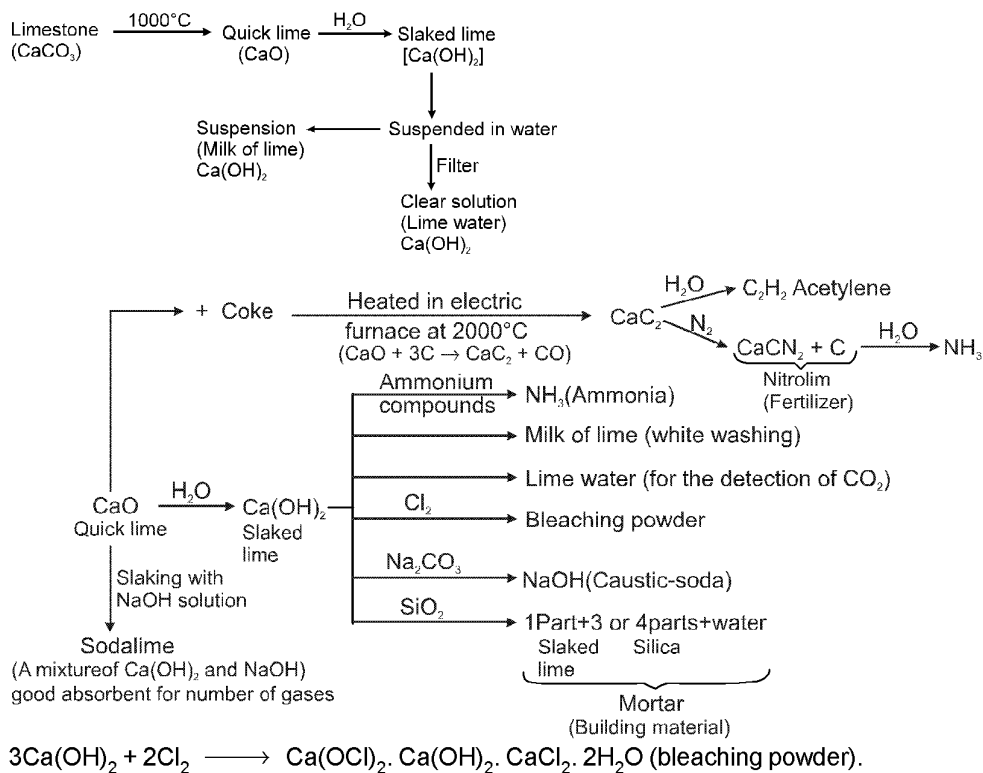 Limestone 1000°C Quick lime H₂O Slaked lime
(CaCO₃) (CaO) [Ca(OH)₂]
Suspension Suspended in water
(Milk of lime)
Ca(OH)₂ Filter
Clear solution
(Lime water)
Ca(OH)₂
+ Coke Heated in electric
furnace at 2000°C
(CaO + 3C → CaC₂ + CO)
CaC₂ H₂O C₂H₂ Acetylene
N₂ CaCN₂ + C H₂O NH₃
Nitrolim
(Fertilizer)
Ammonium
compounds NH₃(Ammonia)
Milk of lime (white washing)
Lime water (for the detection of CO₂)
CaO H₂O Ca(OH)₂ Cl₂ Bleaching powder
Quick lime Slaked
lime
Na₂CO₃ NaOH(Caustic-soda)
Slaking with
NaOH solution
SiO₂ 1Part+3 or 4parts+water
Slaked Silica
lime
Mortar
(Building material)
Sodalime
(A mixtureof Ca(OH)₂ and NaOH)
good absorbent for number of gases
3Ca(OH)₂ + 2Cl₂ ⟶ Ca(OCl)₂. Ca(OH)₂. CaCl₂. 2H₂O (bleaching powder).